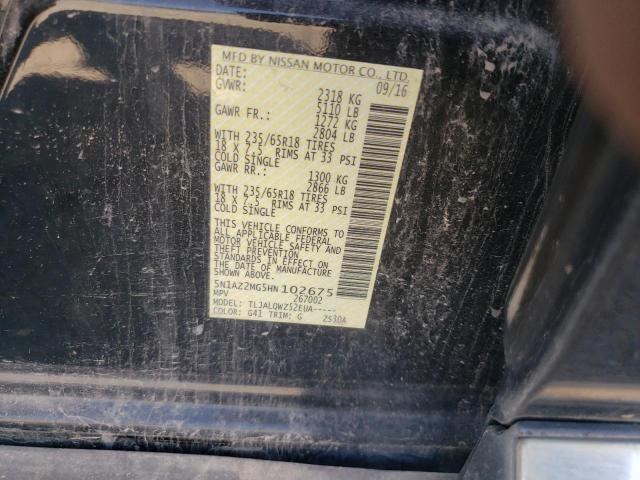 MFD BY NISSAN MOTOR CO., LTD.
DATE: 09/16
GVWR: 2318 KG
5110 LB
GAWR FR.: 1272 KG
2804 LB
WITH 235/65R18 TIRES
18 X 7.5 RIMS AT 33 PSI
COLD SINGLE
GAWR RR.: 1300 KG
2866 LB
WITH 235/65R18 TIRES
18 X 7.5 RIMS AT 33 PSI
COLD SINGLE
THIS VEHICLE CONFORMS TO
ALL APPLICABLE FEDERAL
MOTOR VEHICLE SAFETY AND
THEFT PREVENTION
STANDARDS IN EFFECT ON
THE DATE OF MANUFACTURE
SHOWN ABOVE.
5N1AZ2MG5HN102675
MPV 267002
MODEL: TLJALQWZ52EUA-----
COLOR: G41 TRIM: G Z530A